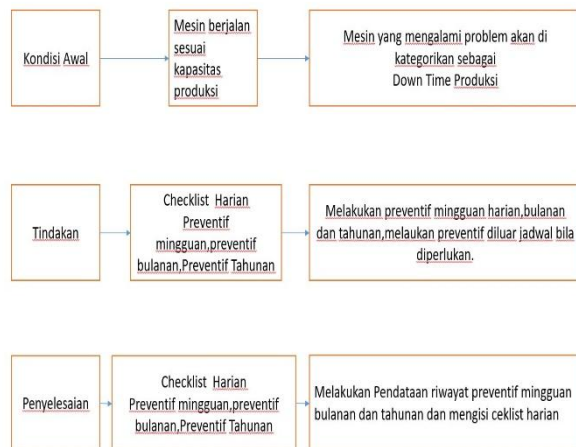 Kondisi Awal
Mesin berjalan
sesuai
kapasitas
produksi
Mesin yang mengalami problem akan di
kategorikan sebagai
Down Time Produksi
Tindakan
Checklist Harian
Preventif
mingguan,preventif
bulanan,Preventif Tahunan
Melakukan preventif mingguan harian,bulanan
dan tahunan,melaukan preventif diluar jadwal bila
diperlukan.
Penyelesaian
Checklist Harian
Preventif mingguan,preventif
bulanan,Preventif Tahunan
Melakukan Pendataan riwayat preventif mingguan
bulanan dan tahunan dan mengisi ceklist harian